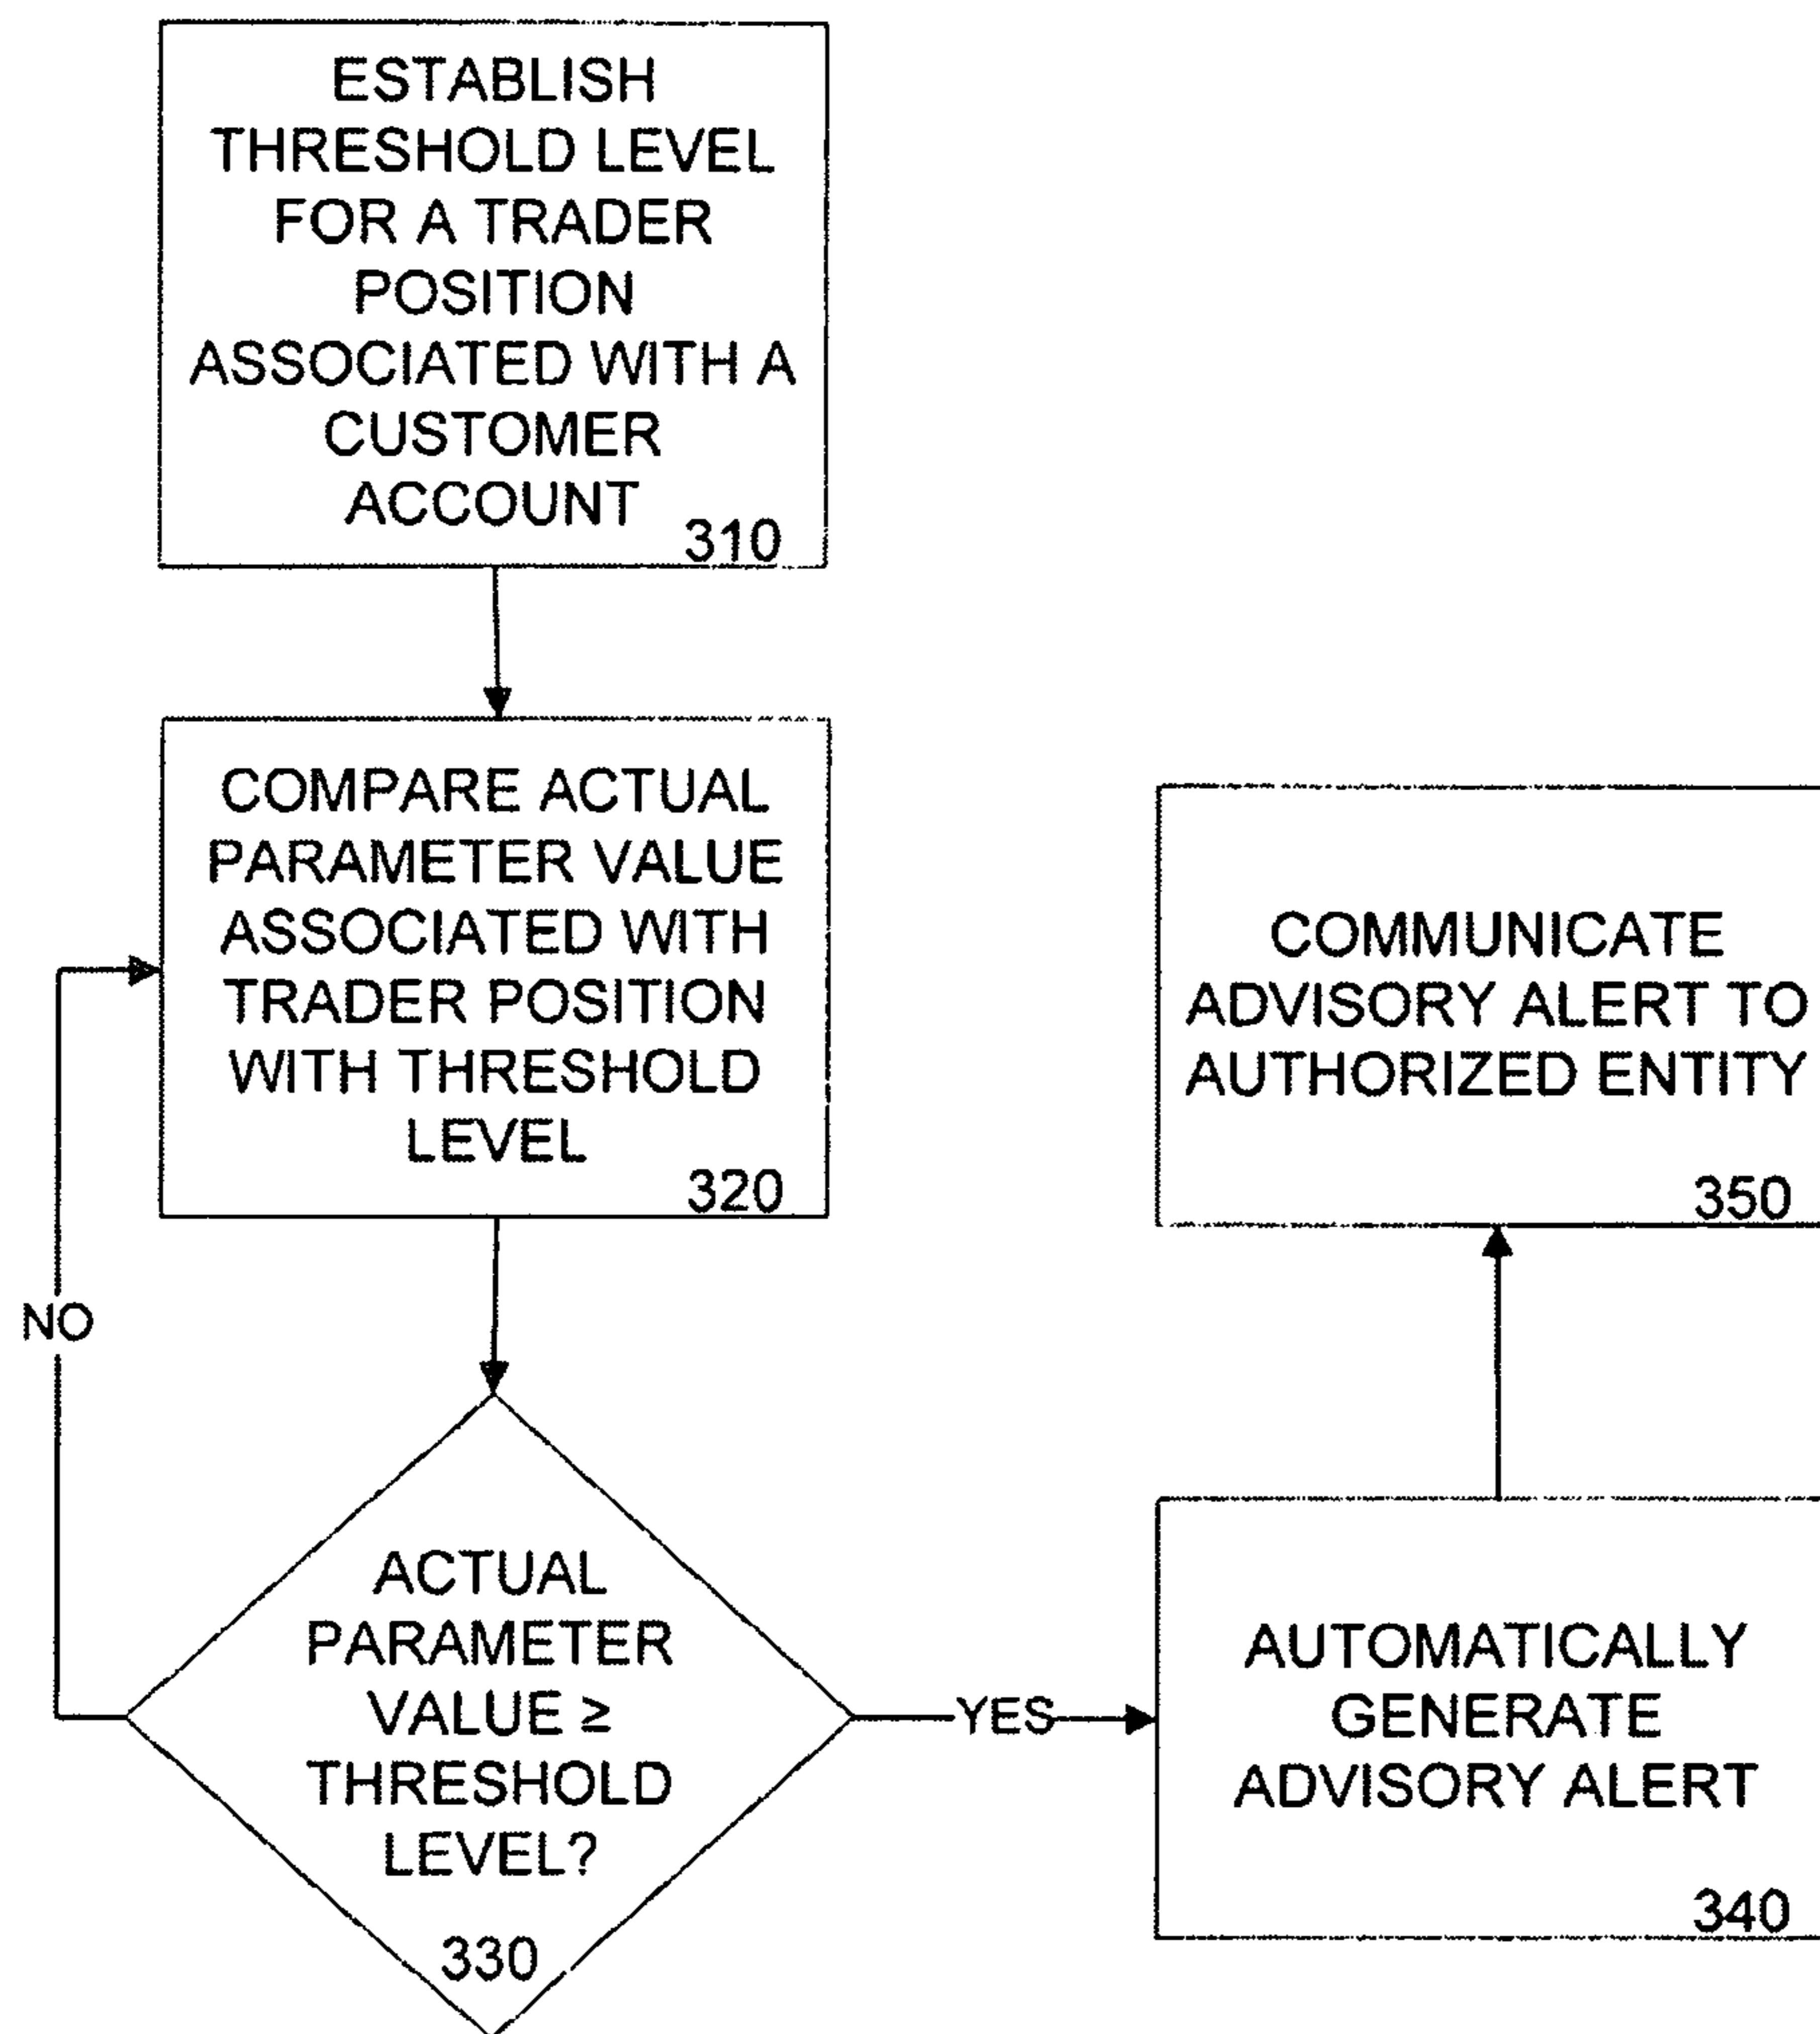 ESTABLISH
THRESHOLD LEVEL
FOR A TRADER
POSITION
ASSOCIATED WITH A
CUSTOMER
ACCOUNT
310
COMPARE ACTUAL
PARAMETER VALUE
ASSOCIATED WITH
TRADER POSITION
WITH THRESHOLD
LEVEL
320
NO
ACTUAL
PARAMETER
VALUE ≥
THRESHOLD
LEVEL?
330
YES
AUTOMATICALLY
GENERATE
ADVISORY ALERT
340
COMMUNICATE
ADVISORY ALERT TO
AUTHORIZED ENTITY
350